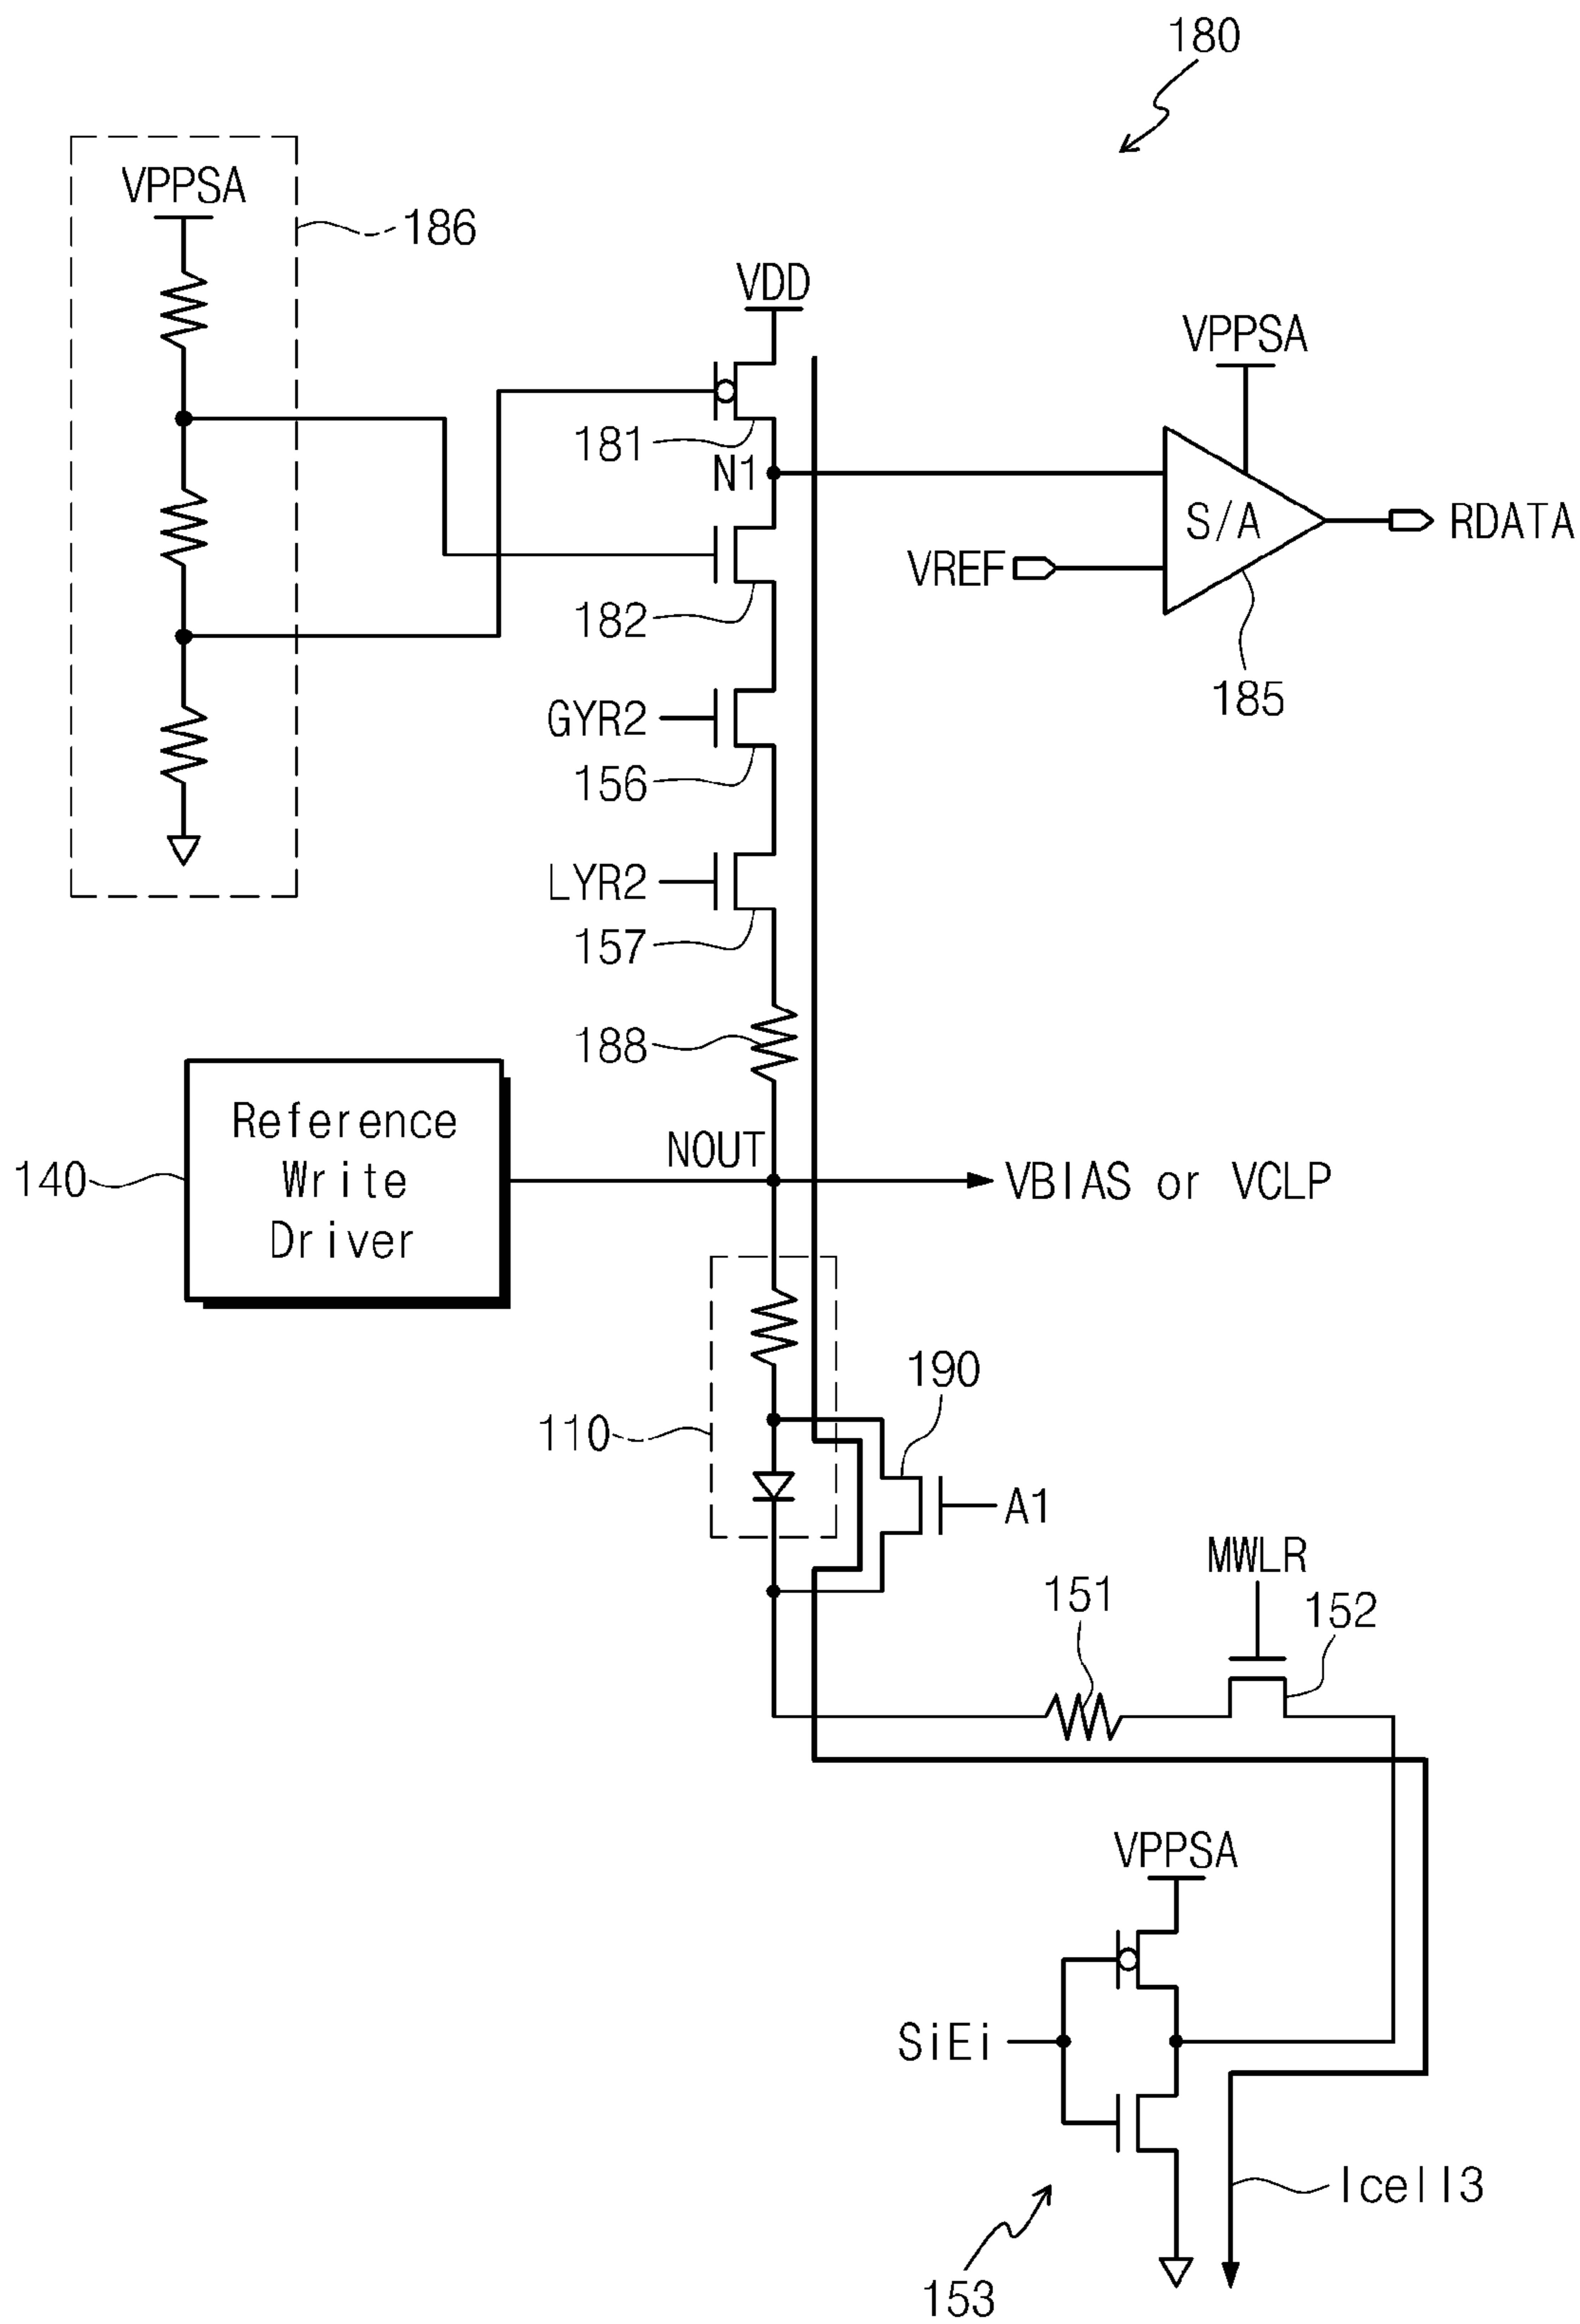 180
VPPSA
186
VDD
VPPSA
181
N1
S/A
RDATA
VREF
182
185
GYR2
156
LYR2
157
188
Reference
Write
Driver
140
NOUT
VBIAS or VCLP
190
110
A1
MWLR
151
152
VPPSA
SiEi
Icell3
153